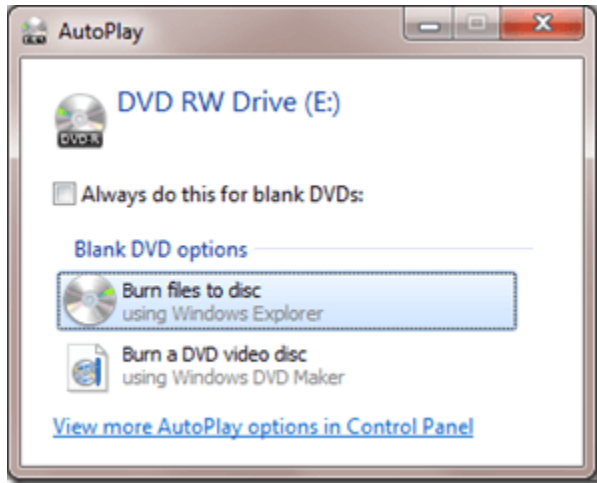 AutoPlay
DVD RW Drive (E:)
DVD-R
Always do this for blank DVDs:
Blank DVD options
Burn files to disc
using Windows Explorer
Burn a DVD video disc
using Windows DVD Maker
View more AutoPlay options in Control Panel